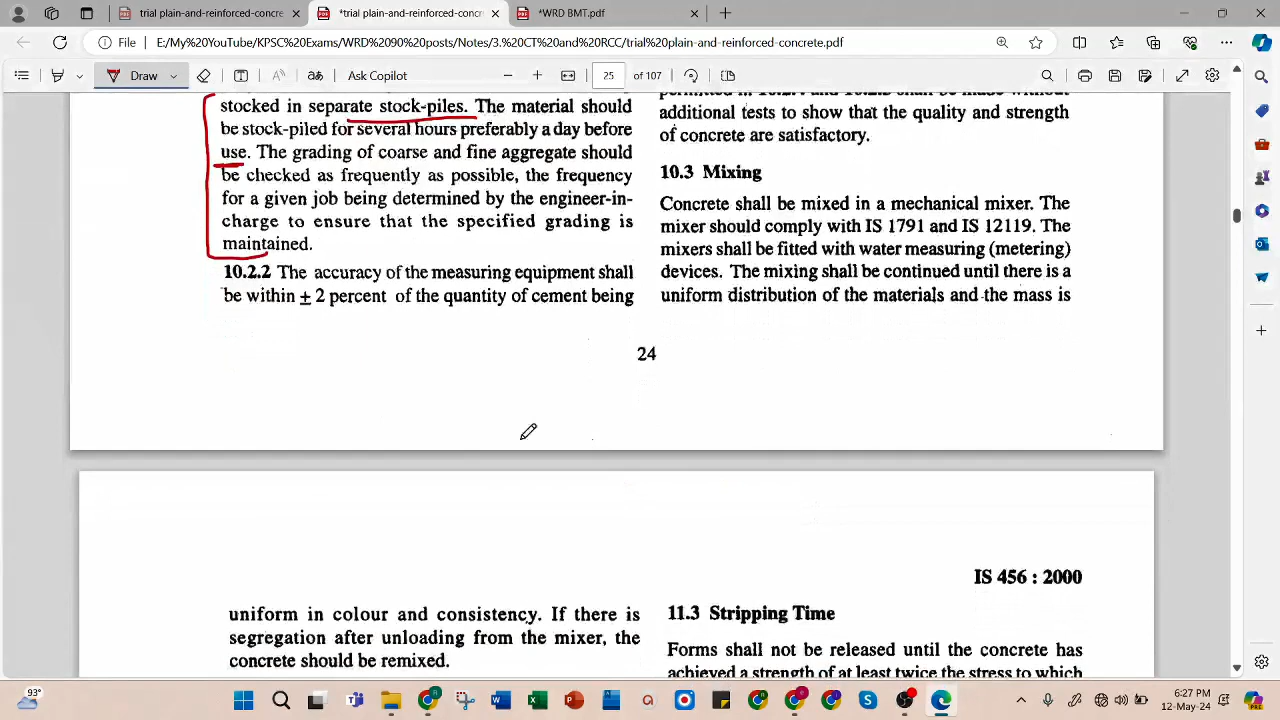 trial plain-and-reinforced-concrete
*trial plain-and-reinforced-concr
*WRD BMT.pdf
File
E:/My%20YouTube/KPSC%20Exams/WRD%2090%20posts/Notes/3.%20CT%20and%20RCC/trial%20plain-and-reinforced-concrete.pdf
Draw
Ask Copilot
25 of 107
stocked in separate stock-piles. The material should
be stock-piled for several hours preferably a day before
use. The grading of coarse and fine aggregate should
be checked as frequently as possible, the frequency
for a given job being determined by the engineer-in-
charge to ensure that the specified grading is
maintained.
10.2.2 The accuracy of the measuring equipment shall
be within ± 2 percent of the quantity of cement being
additional tests to show that the quality and strength
of concrete are satisfactory.
10.3 Mixing
Concrete shall be mixed in a mechanical mixer. The
mixer should comply with IS 1791 and IS 12119. The
mixers shall be fitted with water measuring (metering)
devices. The mixing shall be continued until there is a
uniform distribution of the materials and the mass is
24
IS 456 : 2000
uniform in colour and consistency. If there is
segregation after unloading from the mixer, the
concrete should be remixed.
11.3 Stripping Time
Forms shall not be released until the concrete has
achieved a strength of at least twice the stress to which
93°
6:27 PM
12-May-24